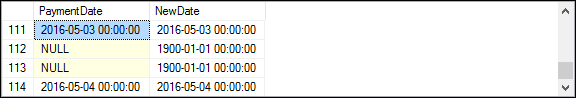 PaymentDate NewDate
111 2016-05-03 00:00:00 2016-05-03 00:00:00
112 NULL 1900-01-01 00:00:00
113 NULL 1900-01-01 00:00:00
114 2016-05-04 00:00:00 2016-05-04 00:00:00